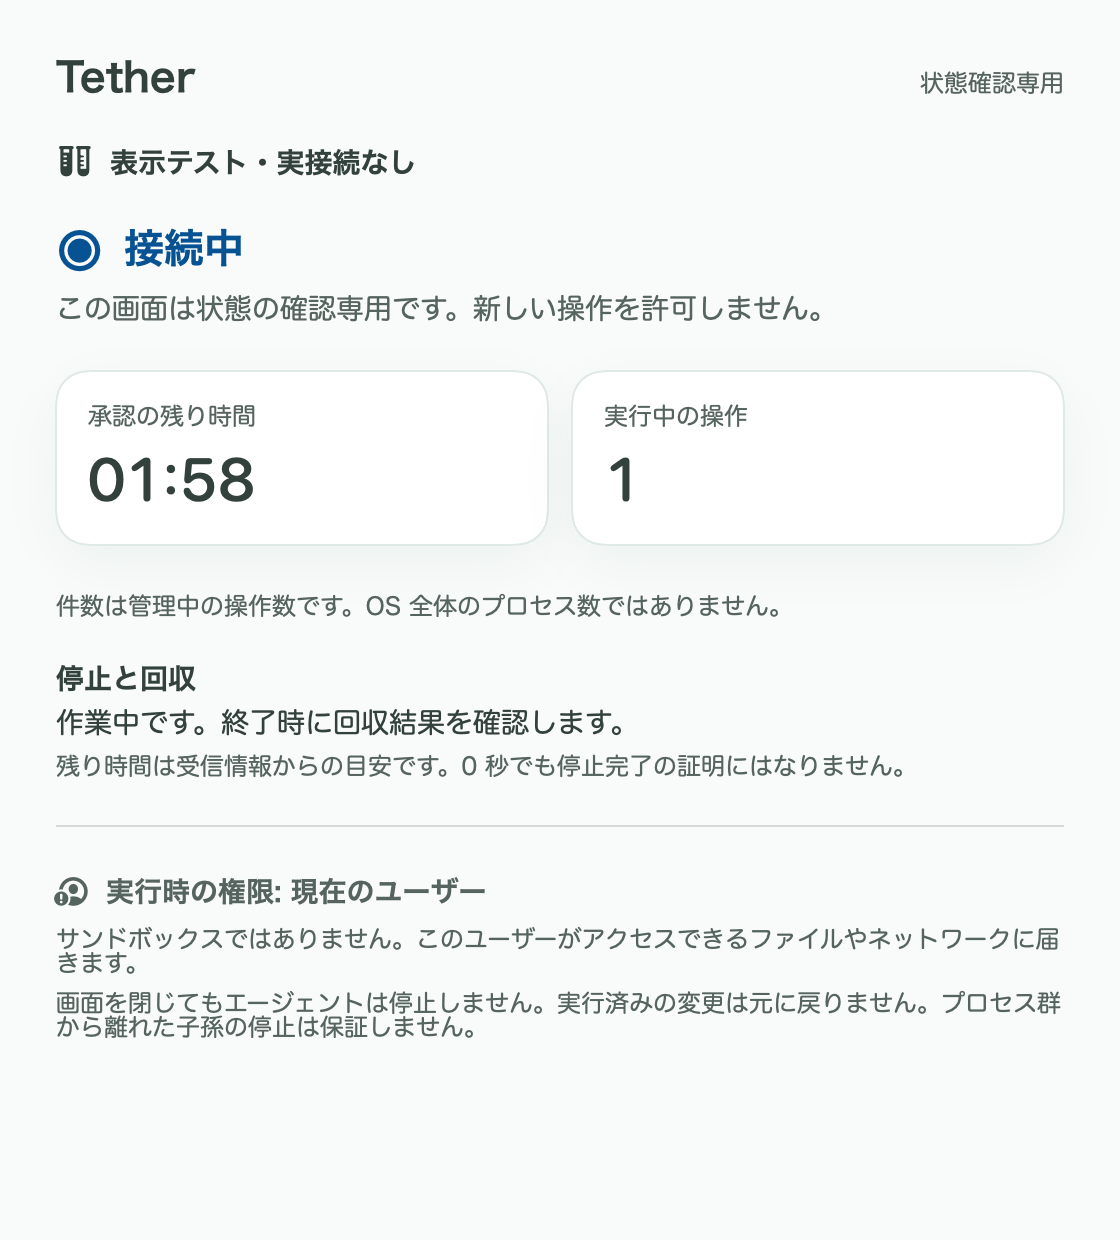 Tether
状態確認専用
表示テスト・実接続なし
接続中
この画面は状態の確認専用です。新しい操作を許可しません。
承認の残り時間
01:58
実行中の操作
1
件数は管理中の操作数です。OS 全体のプロセス数ではありません。
停止と回収
作業中です。終了時に回収結果を確認します。
残り時間は受信情報からの目安です。0 秒でも停止完了の証明にはなりません。
実行時の権限: 現在のユーザー
サンドボックスではありません。このユーザーがアクセスできるファイルやネットワークに届
きます。
画面を閉じてもエージェントは停止しません。実行済みの変更は元に戻りません。プロセス群
から離れた子孫の停止は保証しません。